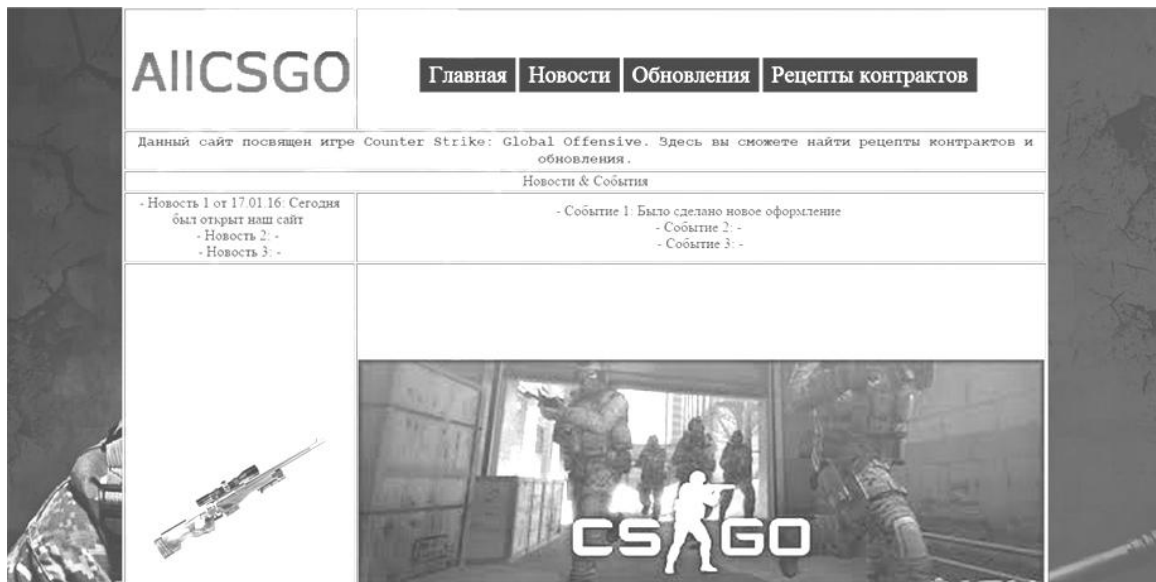 AllCSGO
Главная Новости Обновления Рецепты контрактов
Данный сайт посвящен игре Counter Strike: Global Offensive. Здесь вы сможете найти рецепты контрактов и
обновления.
Новости & События
- Новость 1 от 17.01.16: Сегодня
был открыт наш сайт
- Новость 2: -
- Новость 3: -
- Событие 1: Было сделано новое оформление
- Событие 2: -
- Событие 3: -
CS GO